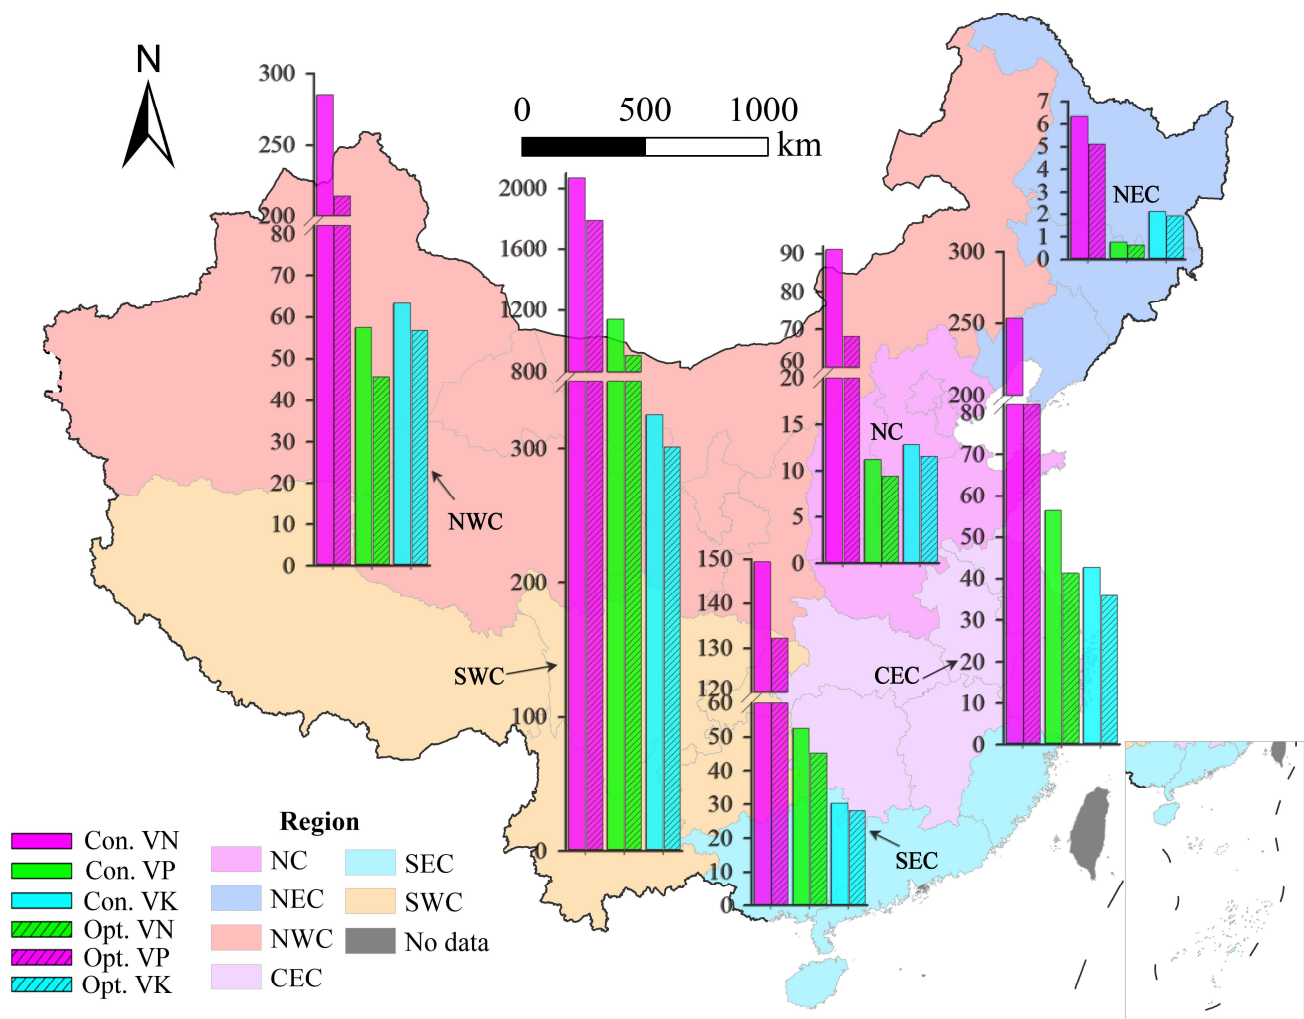 N
0 500 1000
km
300
250
200
80
70
60
50
40
30
20
10
0
NWC
2000
1600
1200
800
300
200
100
0
SWC
90
80
70
60
20
15
10
5
0
NC
7
6
5
4
3
2
1
0
NEC
300
250
200
80
70
60
50
40
30
20
10
0
CEC
150
140
130
120
60
50
40
30
20
10
0
SEC
Con. VN
Con. VP
Con. VK
Opt. VN
Opt. VP
Opt. VK
Region
NC
NEC
NWC
CEC
SEC
SWC
No data